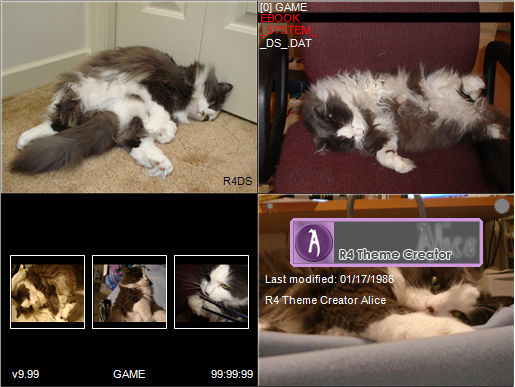 R4DS
[0] GAME
EBOOK
_DS_.DAT
v9.99 GAME 99:99:99
Alice
R4 Theme Creator
Last modified: 01/17/1986
R4 Theme Creator Alice